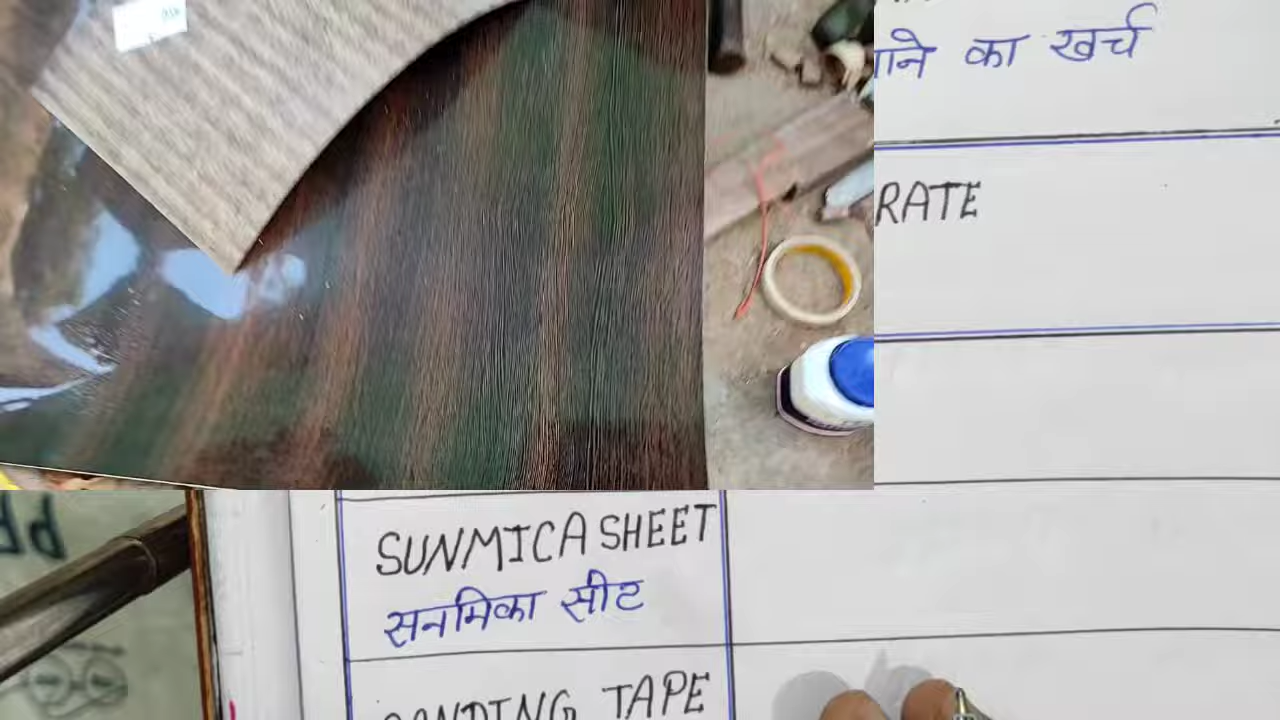 का खर्च
RATE
SUNMICA SHEET
सनमिका सीट
TAPE